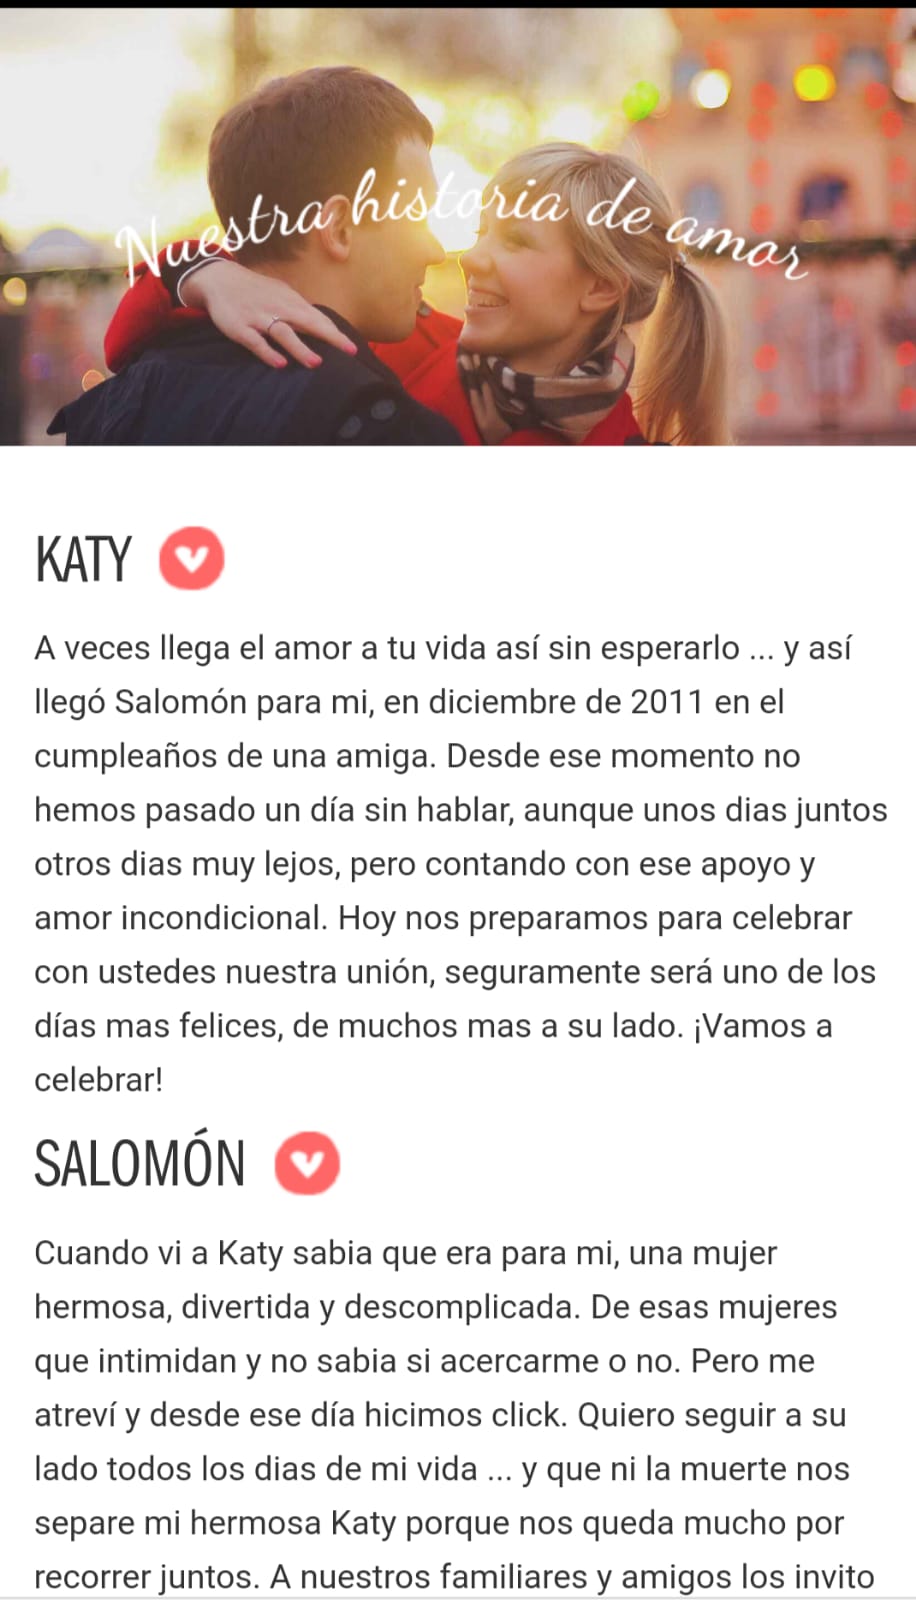 Nuestra historia de amor
KATY
A veces llega el amor a tu vida así sin esperarlo ... y así
llegó Salomón para mi, en diciembre de 2011 en el
cumpleaños de una amiga. Desde ese momento no
hemos pasado un día sin hablar, aunque unos dias juntos
otros dias muy lejos, pero contando con ese apoyo y
amor incondicional. Hoy nos preparamos para celebrar
con ustedes nuestra unión, seguramente será uno de los
días mas felices, de muchos mas a su lado. ¡Vamos a
celebrar!
SALOMÓN
Cuando vi a Katy sabia que era para mi, una mujer
hermosa, divertida y descomplicada. De esas mujeres
que intimidan y no sabia si acercarme o no. Pero me
atreví y desde ese día hicimos click. Quiero seguir a su
lado todos los dias de mi vida ... y que ni la muerte nos
separe mi hermosa Katy porque nos queda mucho por
recorrer juntos. A nuestros familiares y amigos los invito